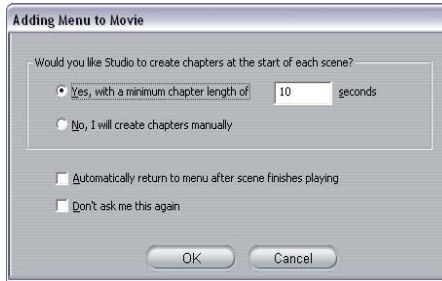 Adding Menu to Movie
Would you like Studio to create chapters at the start of each scene?
Yes, with a minimum chapter length of 10 seconds
No, I will create chapters manually
Automatically return to menu after scene finishes playing
Don't ask me this again
OK Cancel